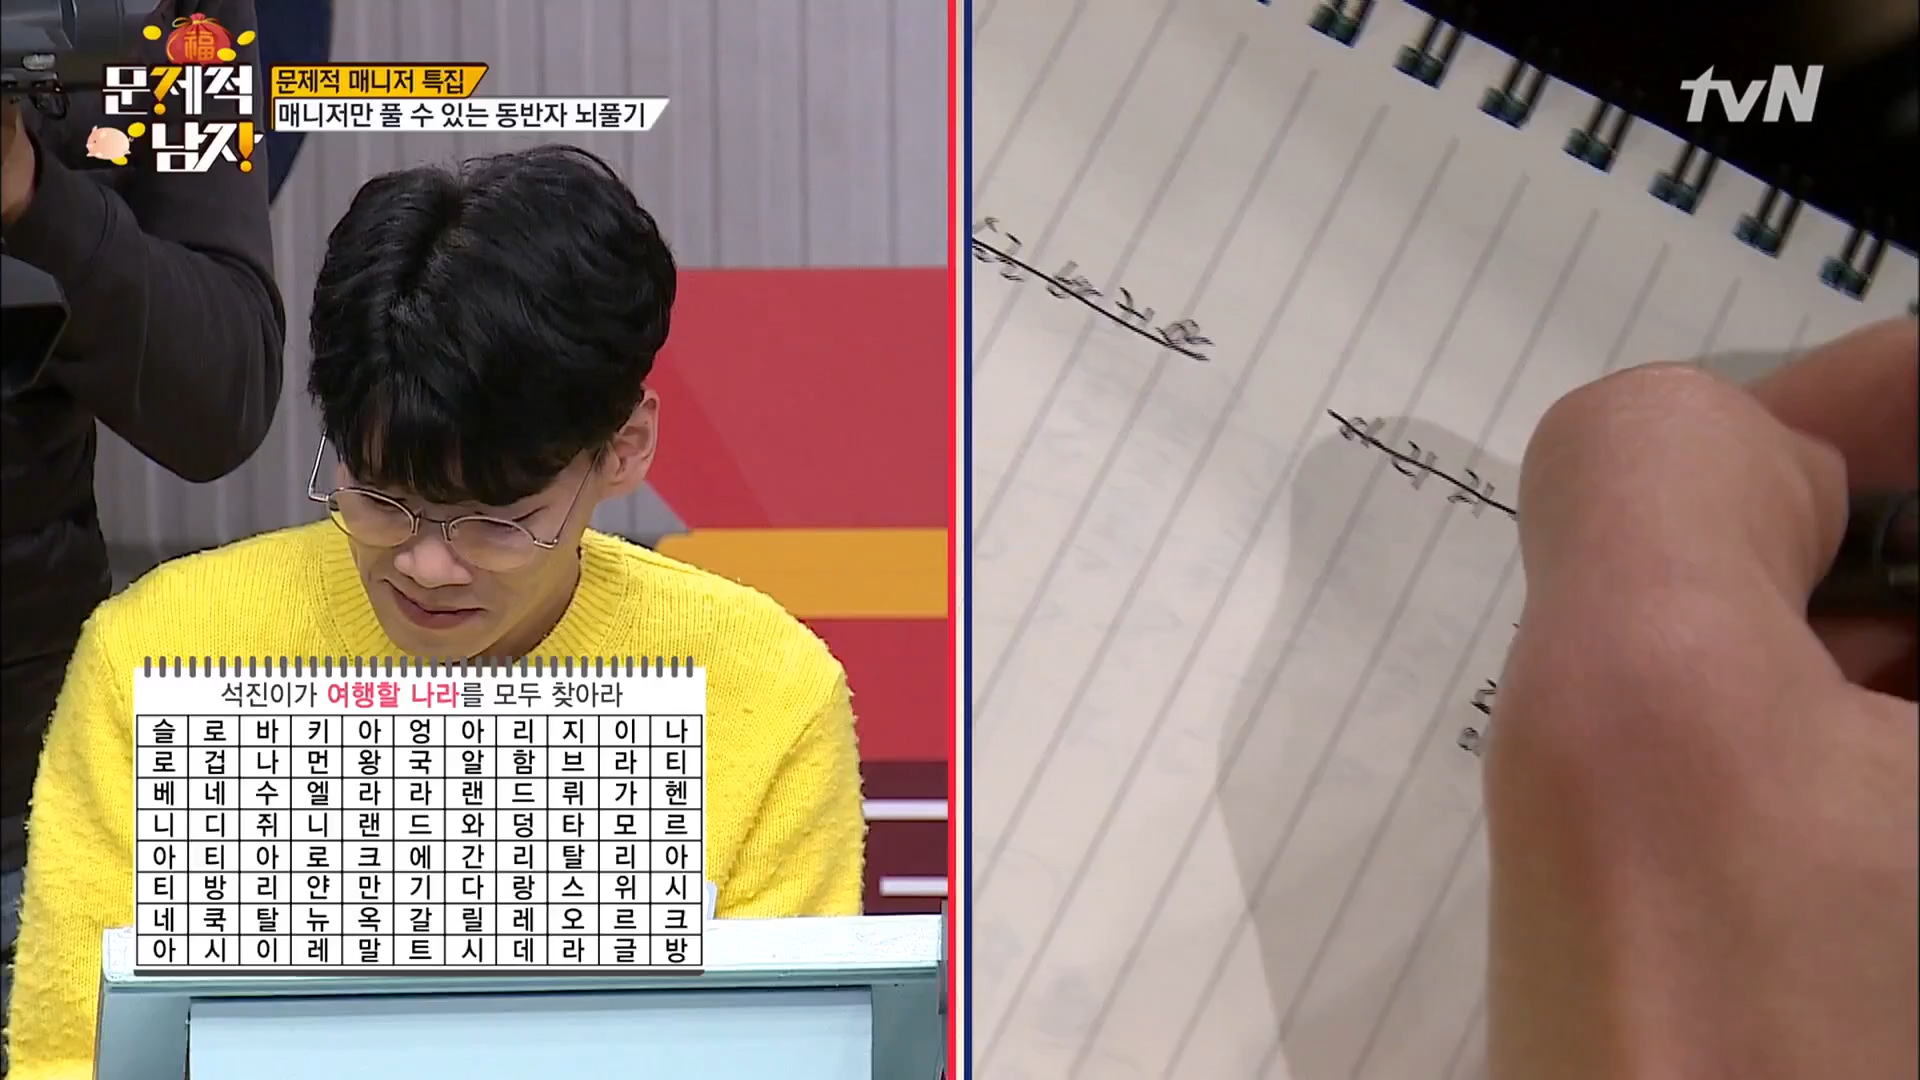 福
문제적
남자
문제적 매니저 특집
매니저만 풀 수 있는 동반자 뇌풀기
tvN
석진이가 여행할 나라를 모두 찾아라
슬 로 바 키 아 엉 아 리 지 이 나
로 겁 나 먼 왕 국 알 함 브 라 티
베 네 수 엘 라 라 랜 드 뤼 가 헨
니 디 쥐 니 랜 드 와 덩 타 모 르
아 티 아 로 크 에 간 리 탈 리 아
티 방 리 얀 만 기 다 랑 스 위 시
네 쿡 탈 뉴 옥 갈 릴 레 오 르 크
아 시 이 레 말 트 시 데 라 글 방